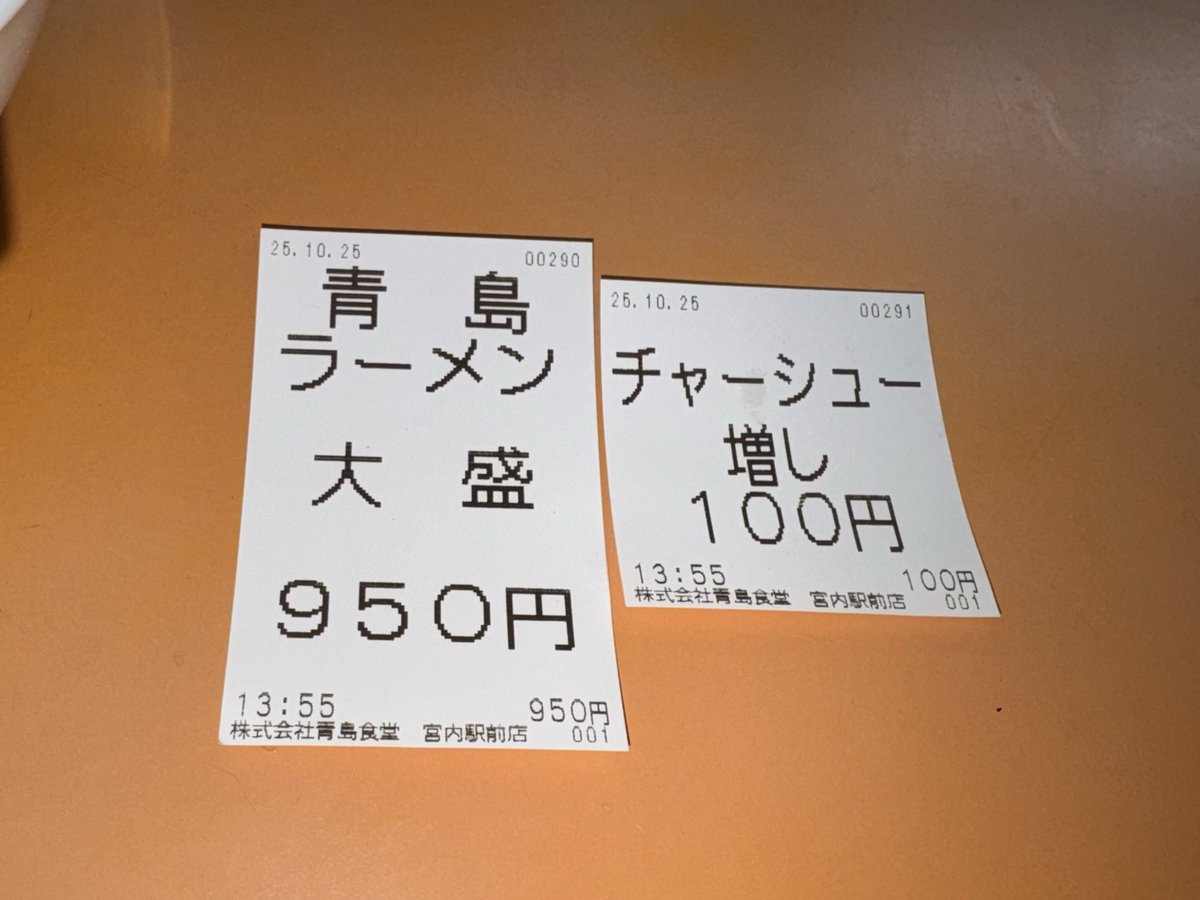 25.10.25 00290
青島
ラーメン
大盛
950円
13:55 950円
株式会社青島食堂 宮内駅前店 001
25.10.25 00291
チャーシュー
増し
100円
13:55 100円
株式会社青島食堂 宮内駅前店 001